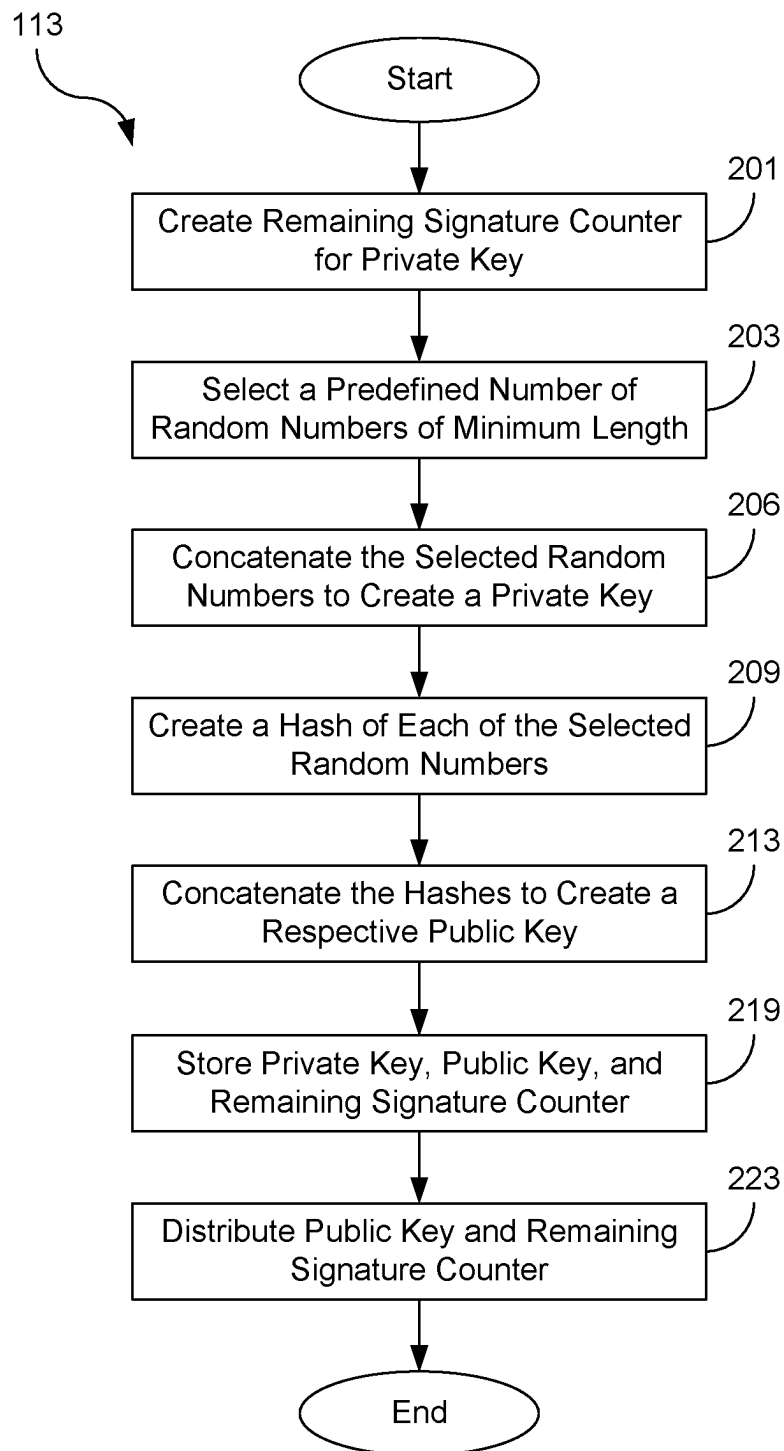 113
Start
201
Create Remaining Signature Counter
for Private Key
203
Select a Predefined Number of
Random Numbers of Minimum Length
206
Concatenate the Selected Random
Numbers to Create a Private Key
209
Create a Hash of Each of the Selected
Random Numbers
213
Concatenate the Hashes to Create a
Respective Public Key
219
Store Private Key, Public Key, and
Remaining Signature Counter
223
Distribute Public Key and Remaining
Signature Counter
End